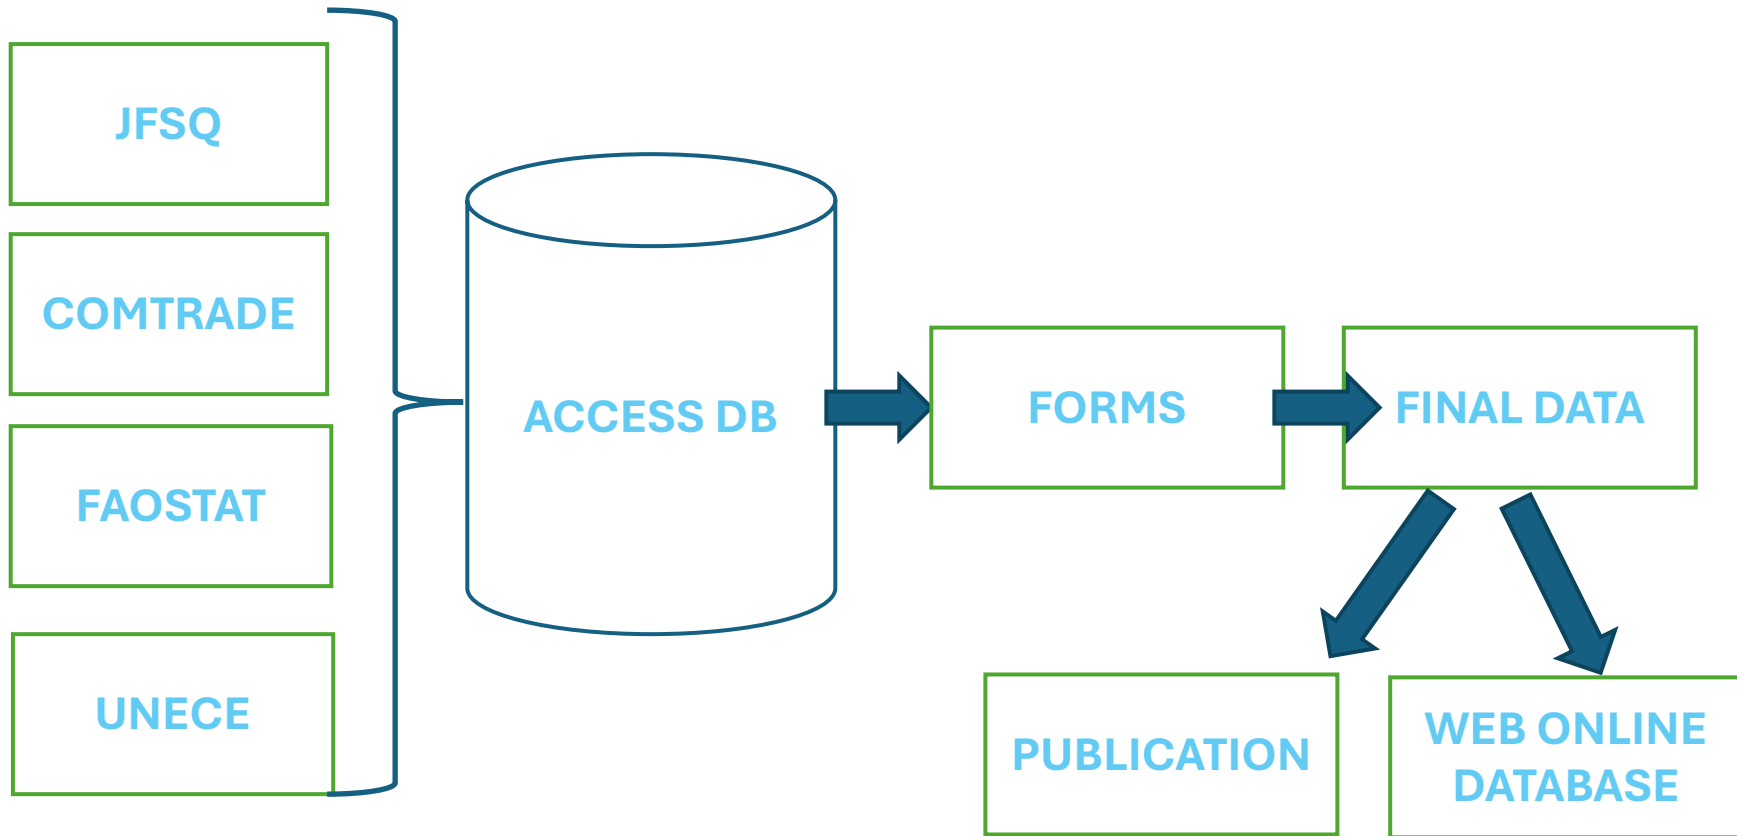 JFSQ
COMTRADE
FAOSTAT
UNECE
ACCESS DB
FORMS
FINAL DATA
PUBLICATION
WEB ONLINE
DATABASE